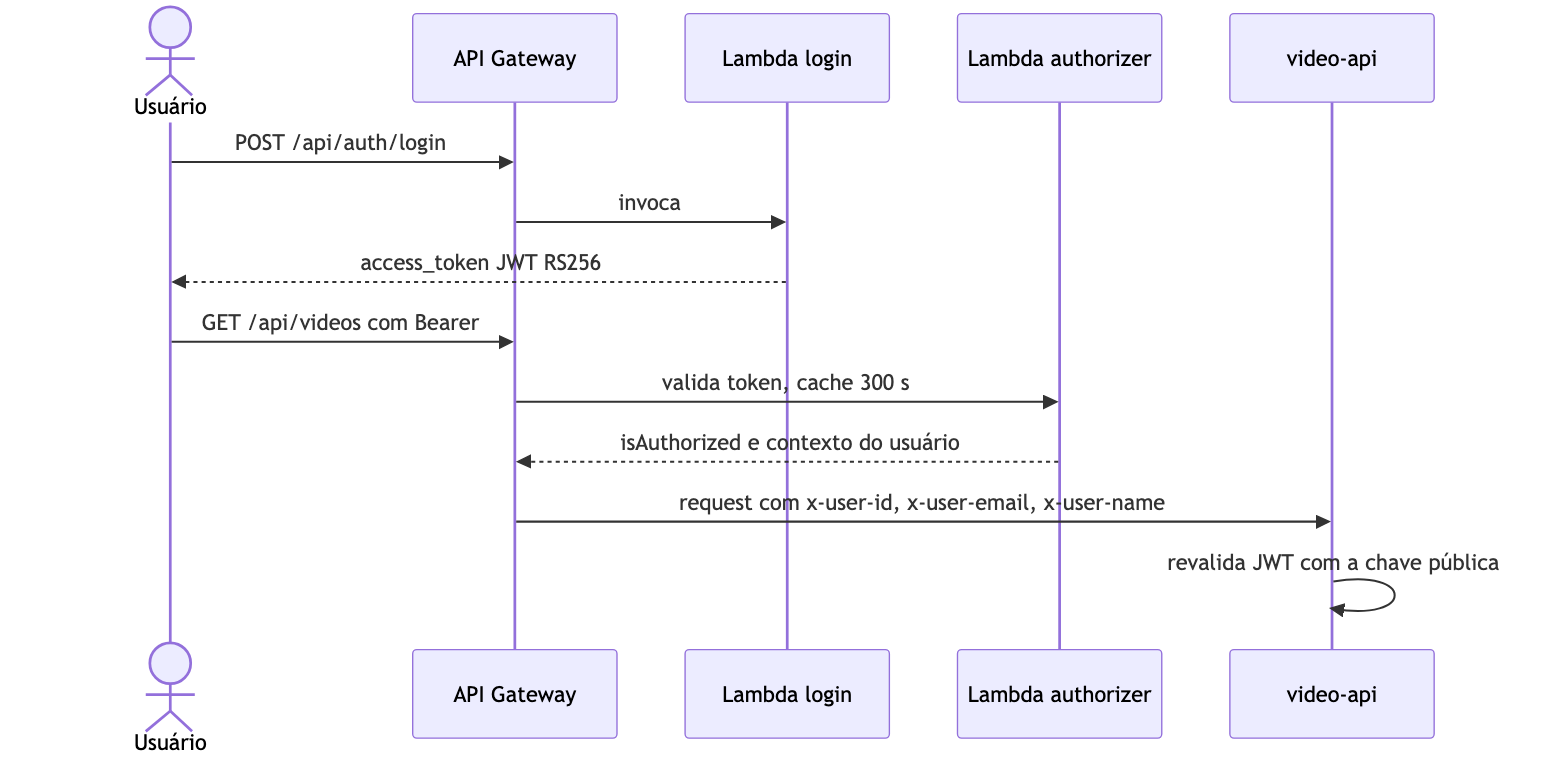 Usuário
API Gateway
Lambda login
Lambda authorizer
video-api
POST /api/auth/login
invoca
access_token JWT RS256
GET /api/videos com Bearer
valida token, cache 300 s
isAuthorized e contexto do usuário
request com x-user-id, x-user-email, x-user-name
revalida JWT com a chave pública
Usuário
API Gateway
Lambda login
Lambda authorizer
video-api